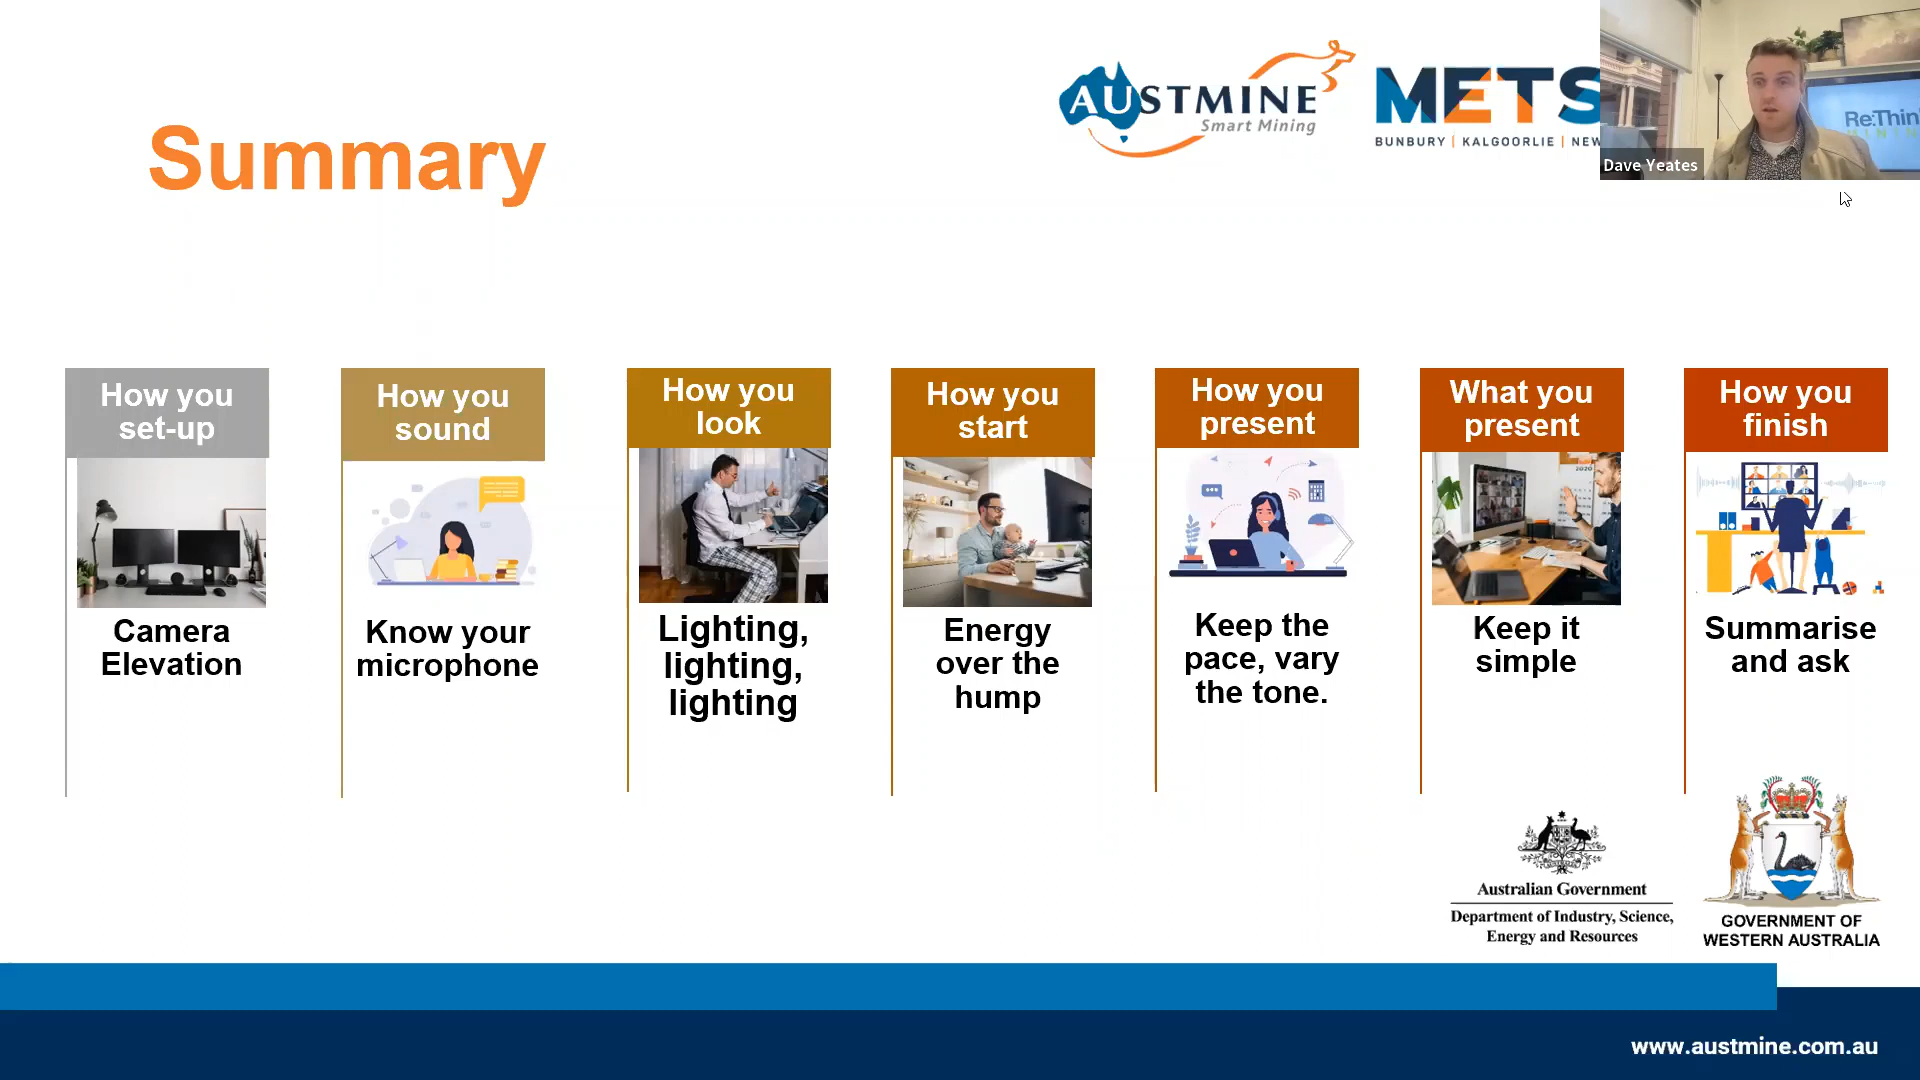 AUSTMINE
Smart Mining
METS
BUNBURY | KALGOORLIE | NEW
Dave Yeates
Summary
How you
set-up
Camera
Elevation
How you
sound
Know your
microphone
How you
look
Lighting,
lighting,
lighting
How you
start
Energy
over the
hump
How you
present
Keep the
pace, vary
the tone.
What you
present
2020
Keep it
simple
How you
finish
Summarise
and ask
Australian Government
Department of Industry, Science,
Energy and Resources
GOVERNMENT OF
WESTERN AUSTRALIA
www.austmine.com.au